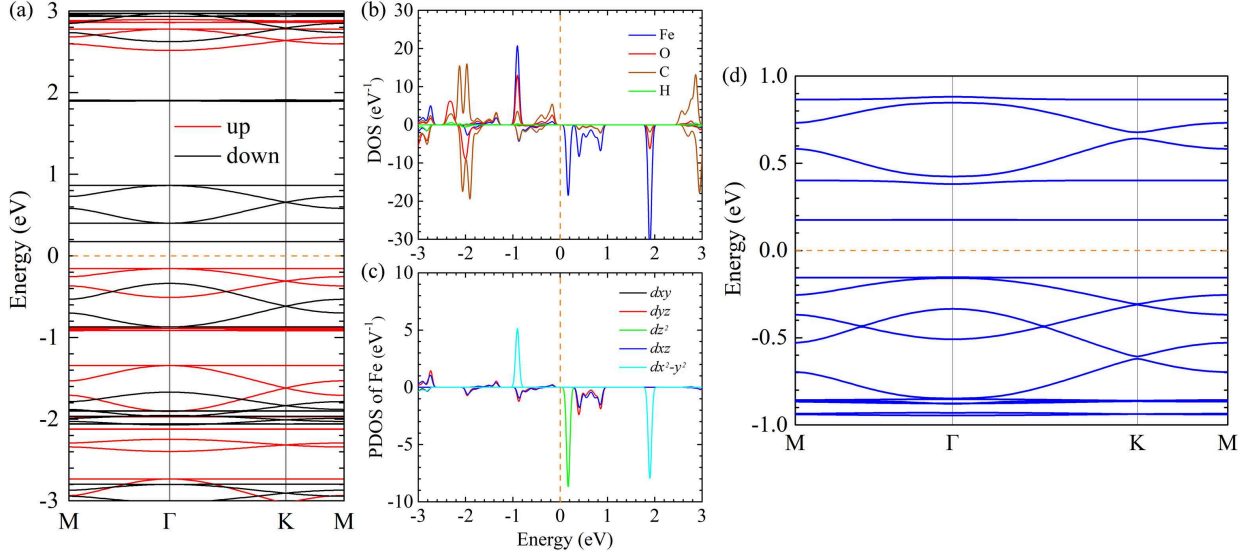 (a)
3
2
1
0
-1
-2
-3
Energy (eV)
up
down
M Γ K M
(b)
30
20
10
0
-10
-20
-30
DOS (eV⁻¹)
Fe
O
C
H
-3 -2 -1 0 1 2 3
(c)
10
5
0
-5
-10
PDOS of Fe (eV⁻¹)
dxy
dyz
dz²
dxz
dx²-y²
-3 -2 -1 0 1 2 3
Energy (eV)
(d)
1.0
0.5
0.0
-0.5
-1.0
Energy (eV)
M Γ K M